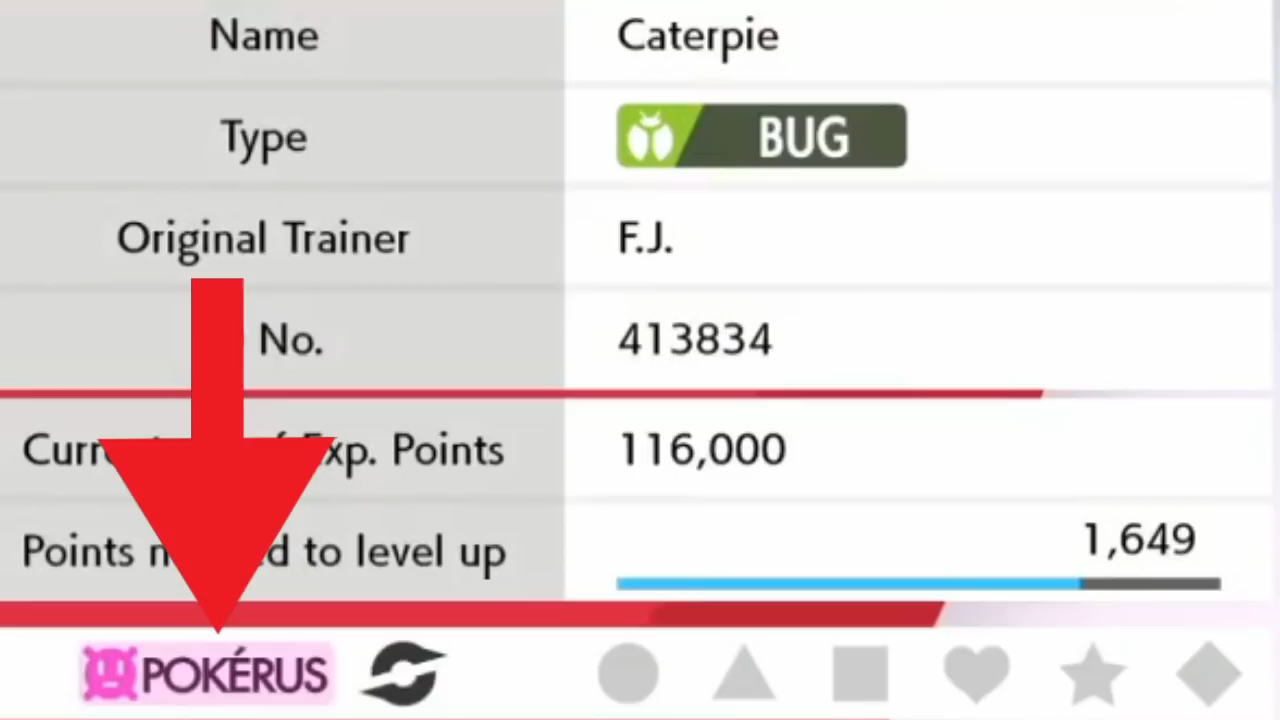 Name Caterpie
Type BUG
Original Trainer F.J.
No. 413834
Exp. Points 116,000
Points to level up 1,649
POKÉRUS